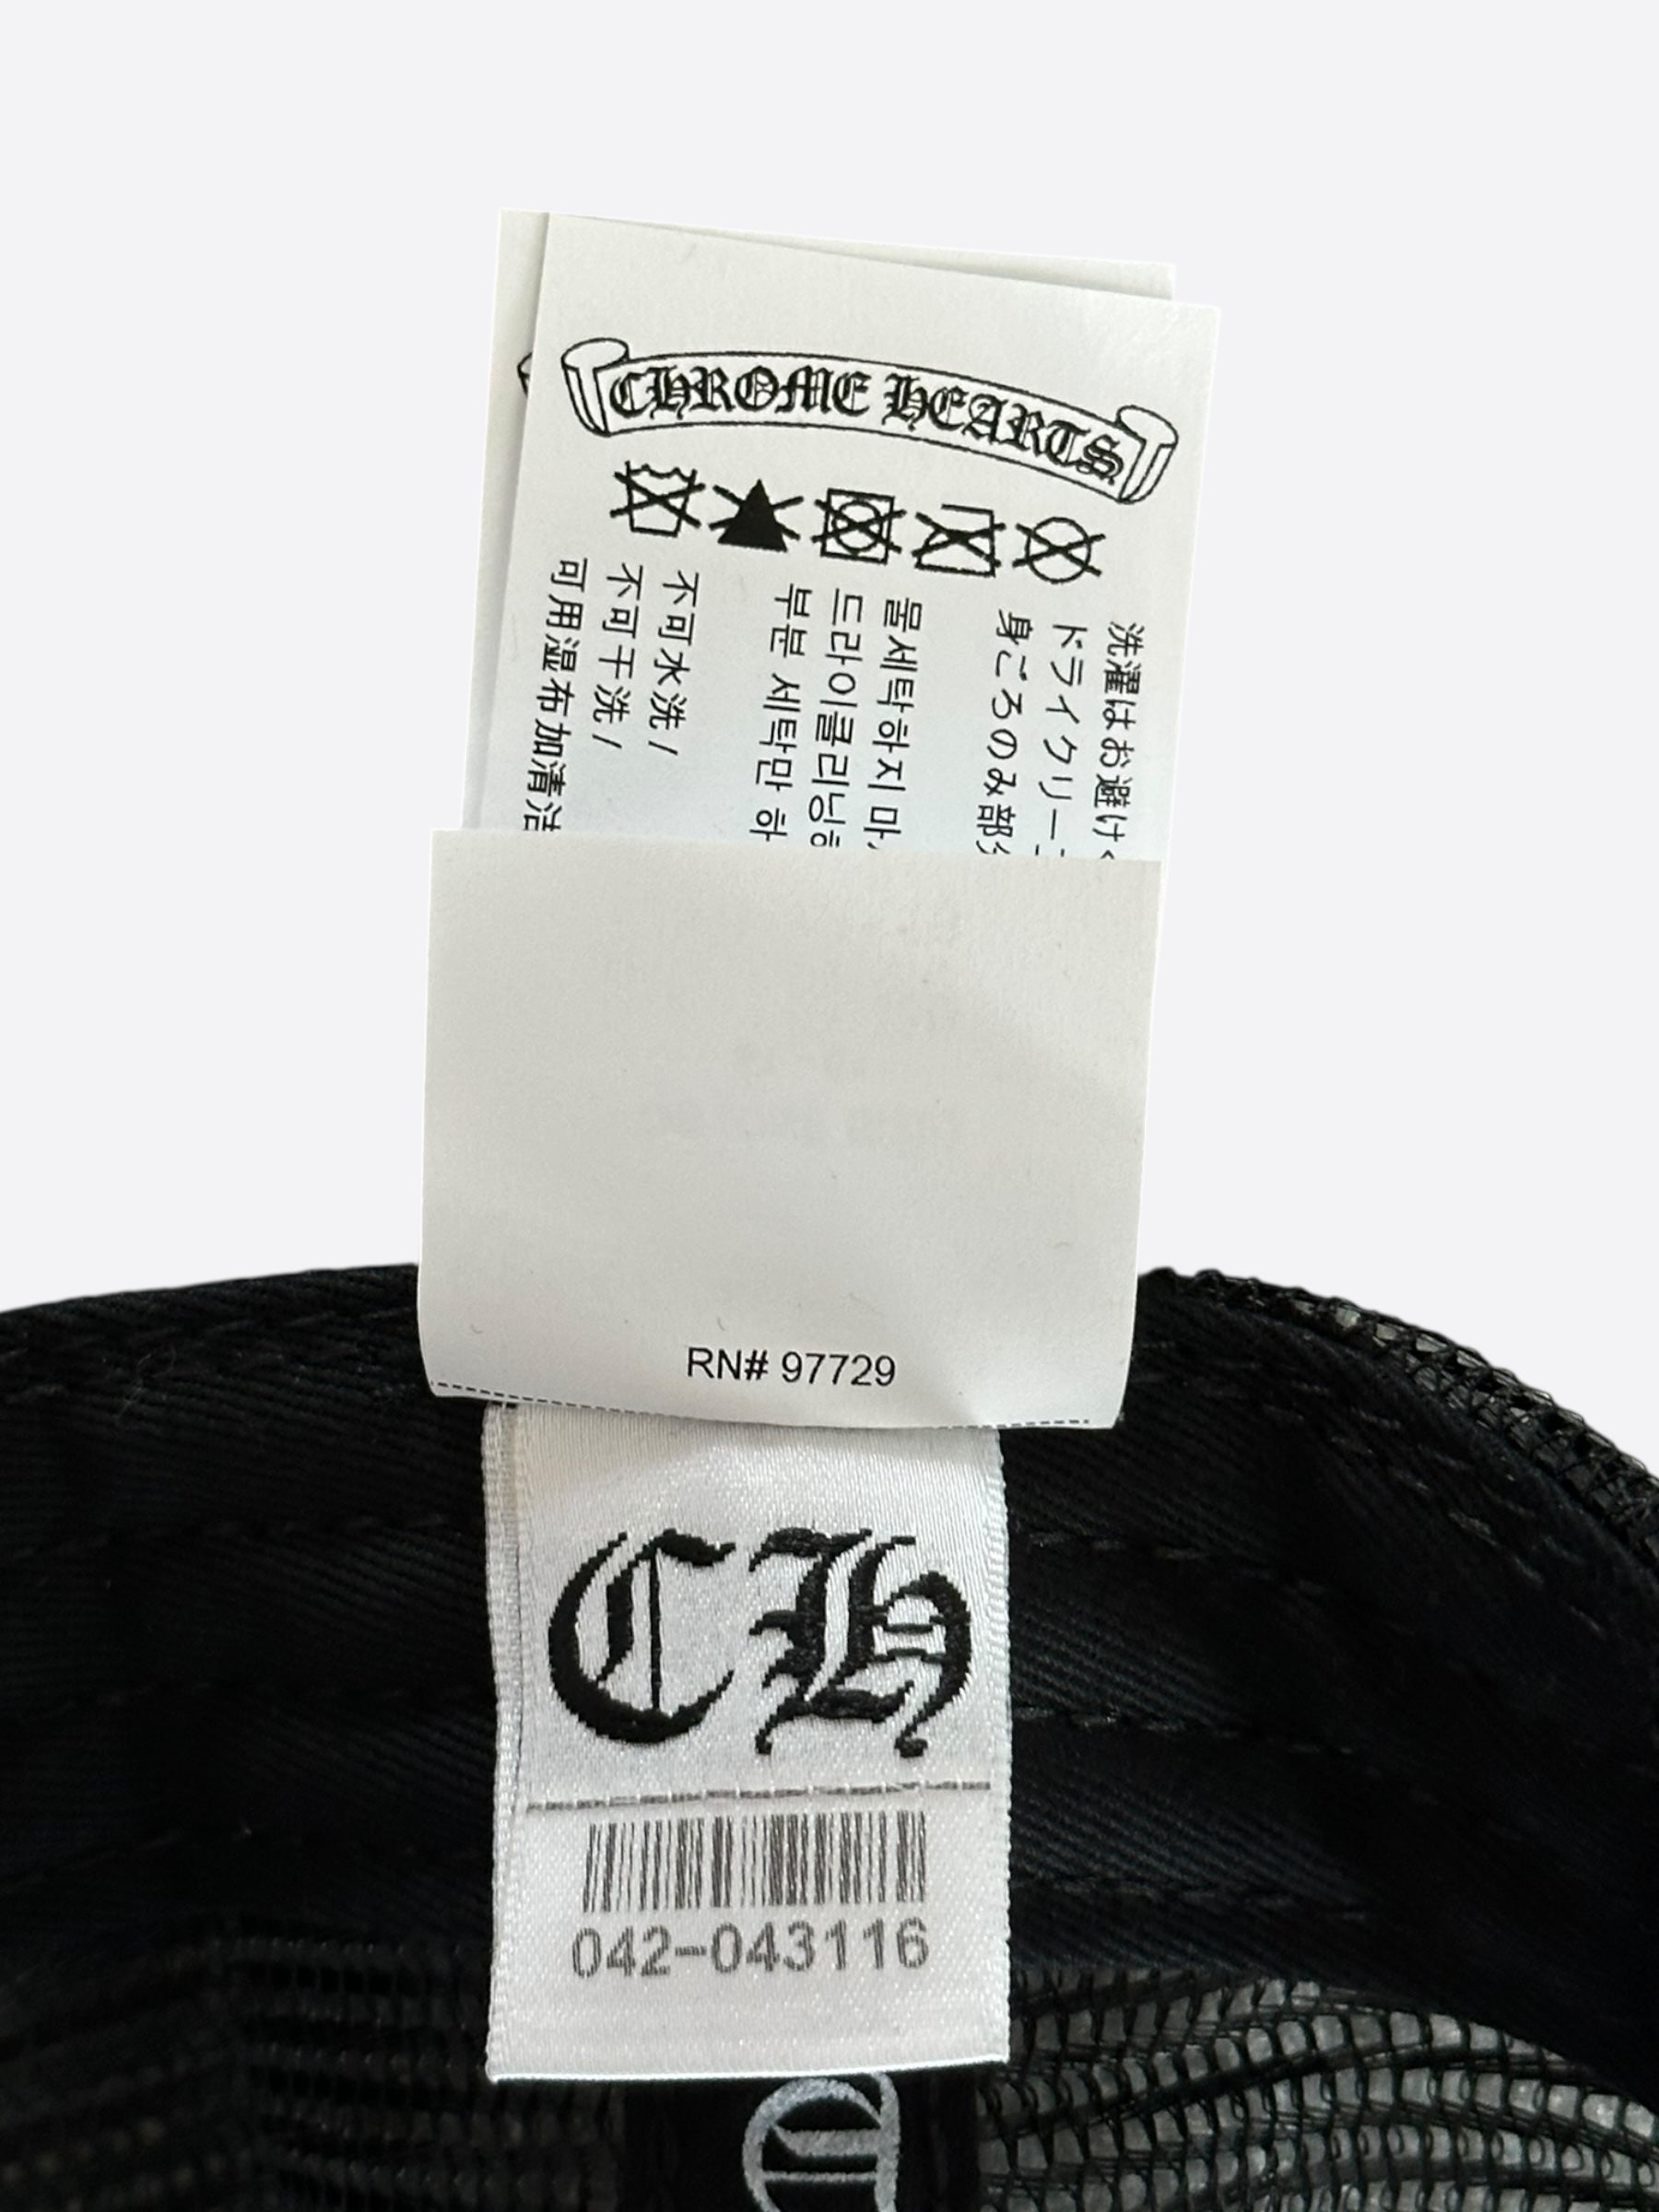 CHROME HEARTS
洗濯はお避けく
ドライクリーニ
身ごろのみ部分
물세탁하지 마
드라이클리닝
부분 세탁만 하
不可水洗 /
不可干洗 /
可用湿布加清洁
RN# 97729
CH
042-043116